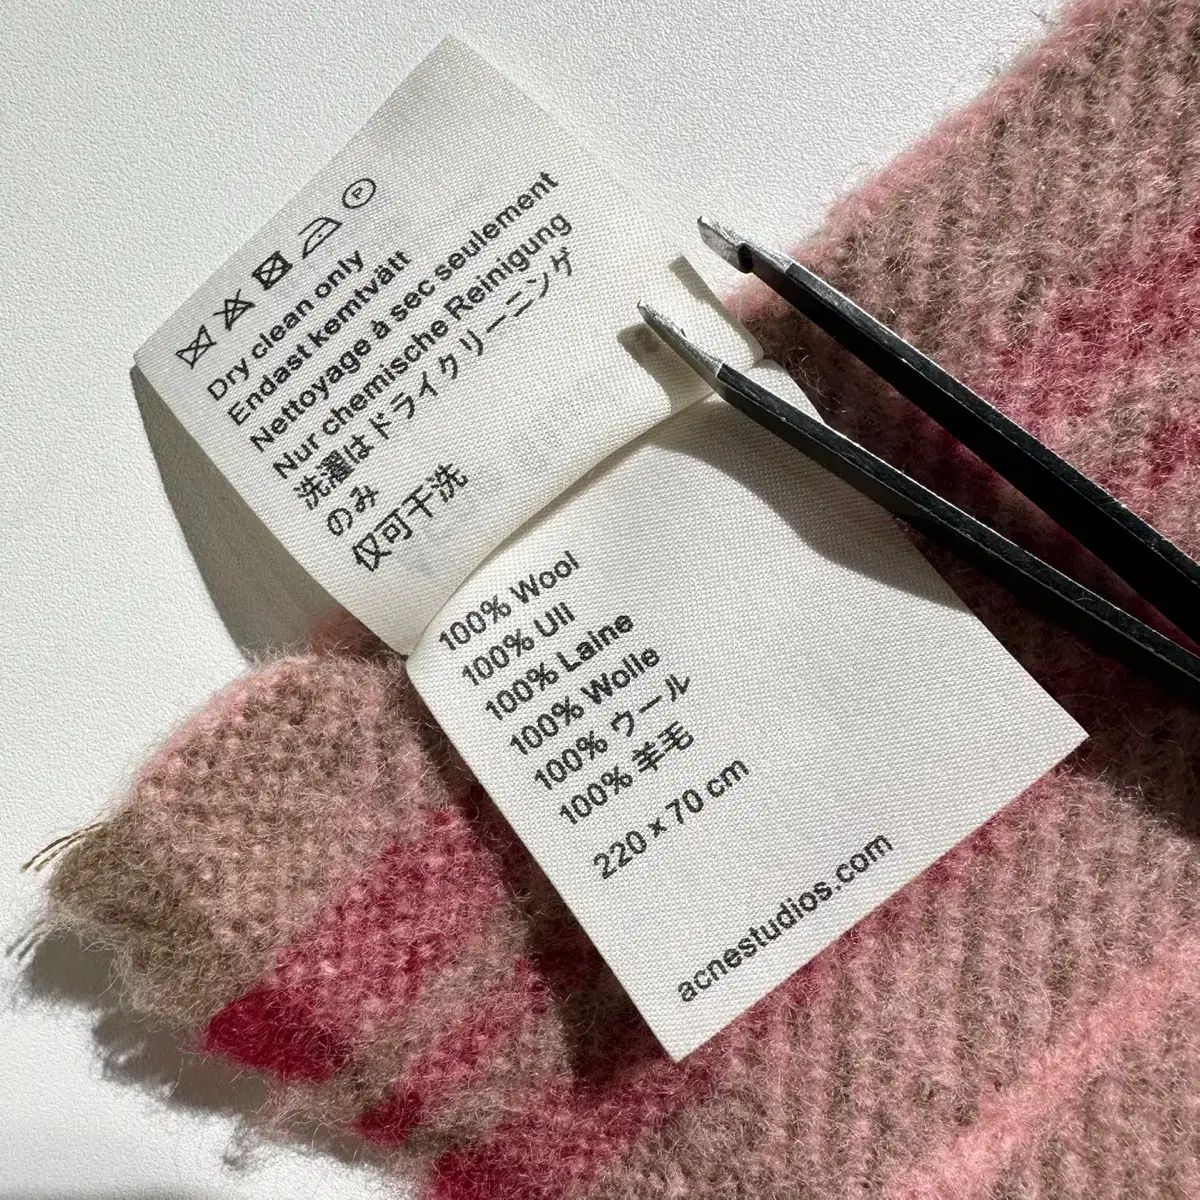 P
Dry clean only
Endast kemtvätt
Nettoyage à sec seulement
Nur chemische Reinigung
洗濯はドライクリーニング
のみ
仅可干洗
100% Wool
100% Ull
100% Laine
100% Wolle
100% ウール
100% 羊毛
220 × 70 cm
acnestudios.com